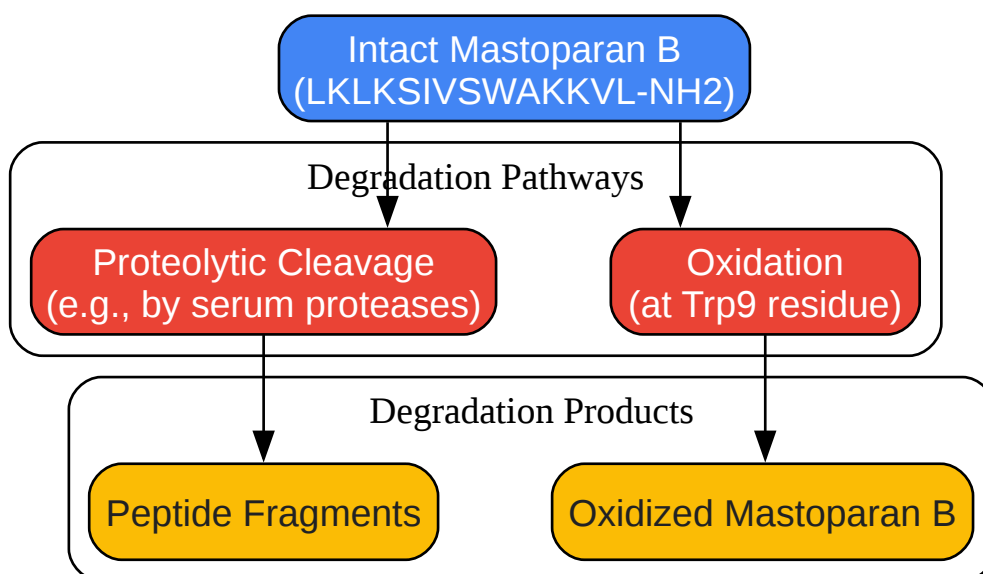 Intact Mastoparan B
(LKLKSIVSWAKKVL-NH2)
Degradation Pathways
Proteolytic Cleavage
(e.g., by serum proteases)
Oxidation
(at Trp9 residue)
Degradation Products
Peptide Fragments
Oxidized Mastoparan B